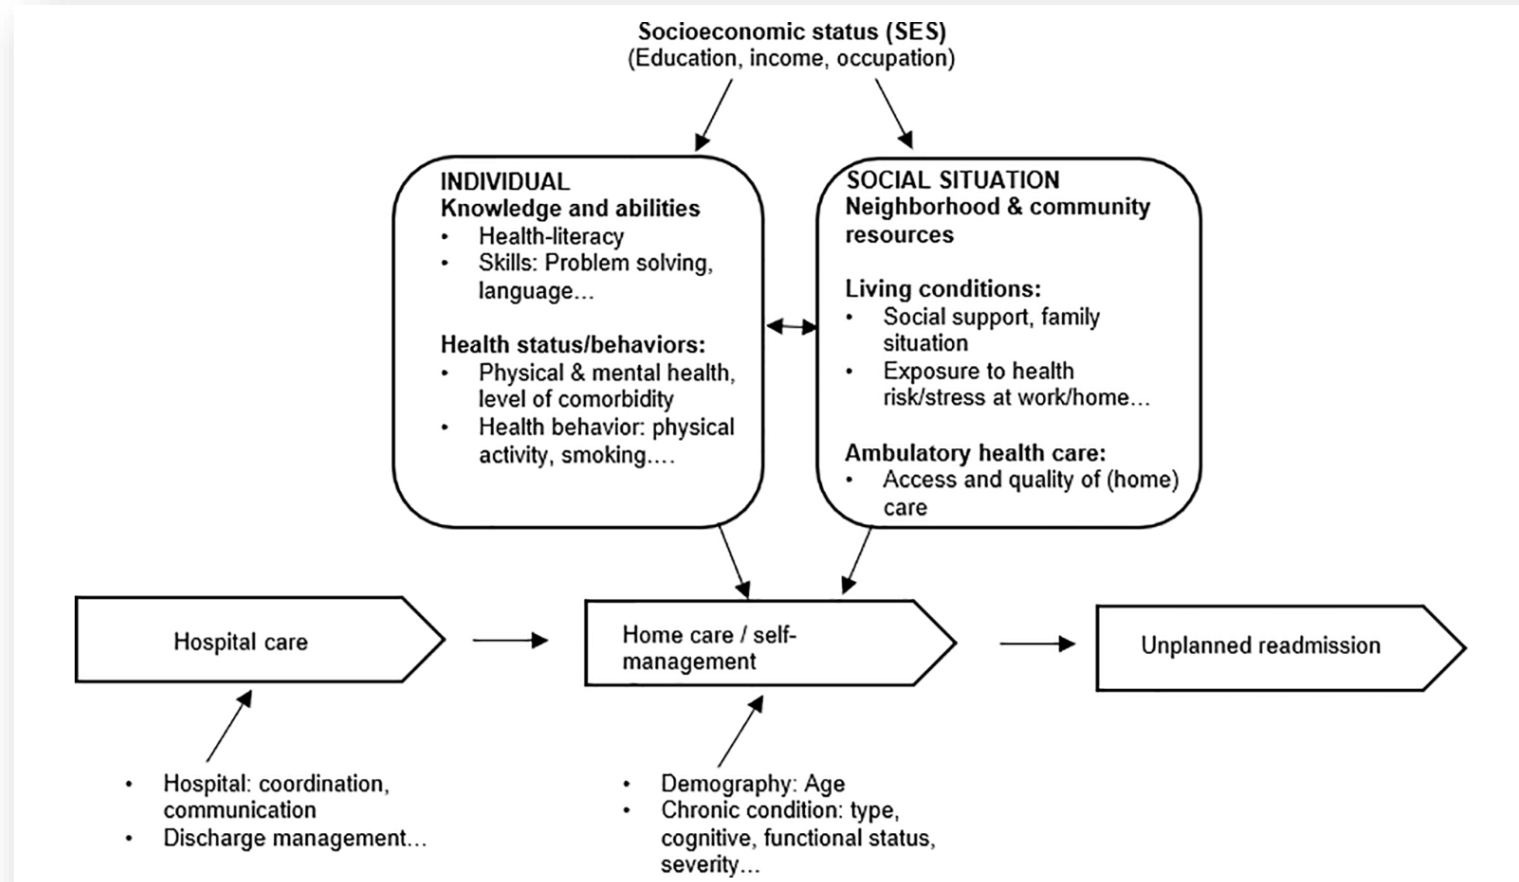 Socioeconomic status (SES)
(Education, income, occupation)
INDIVIDUAL
Knowledge and abilities
• Health-literacy
• Skills: Problem solving,
language…
Health status/behaviors:
• Physical & mental health,
level of comorbidity
• Health behavior: physical
activity, smoking….
SOCIAL SITUATION
Neighborhood & community
resources
Living conditions:
• Social support, family
situation
• Exposure to health
risk/stress at work/home…
Ambulatory health care:
• Access and quality of (home)
care
Hospital care
Home care / self-
management
Unplanned readmission
• Hospital: coordination,
communication
• Discharge management…
• Demography: Age
• Chronic condition: type,
cognitive, functional status,
severity…